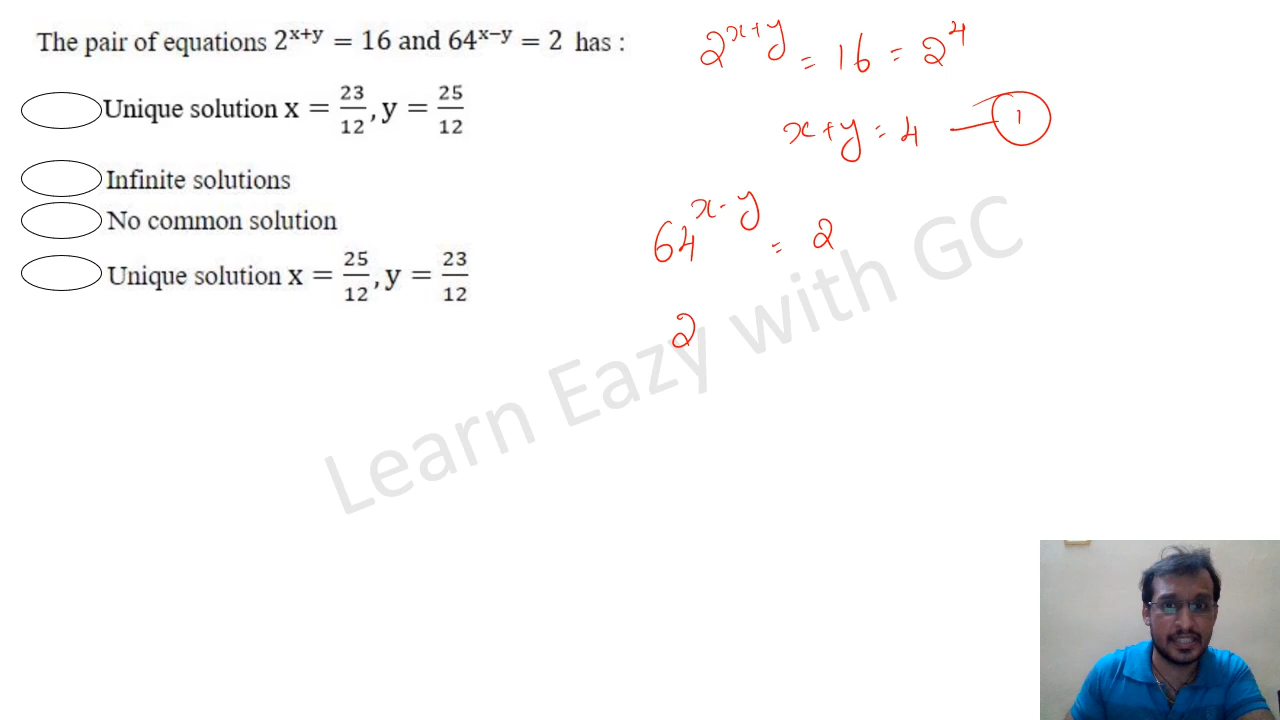 The pair of equations 2^{x+y} = 16 and 64^{x−y} = 2 has :
Unique solution x = 23/12, y = 25/12
Infinite solutions
No common solution
Unique solution x = 25/12, y = 23/12
2^{x+y} = 16 = 2^4
x+y = 4 — 1
64^{x-y} = 2
2
Learn Eazy with GC